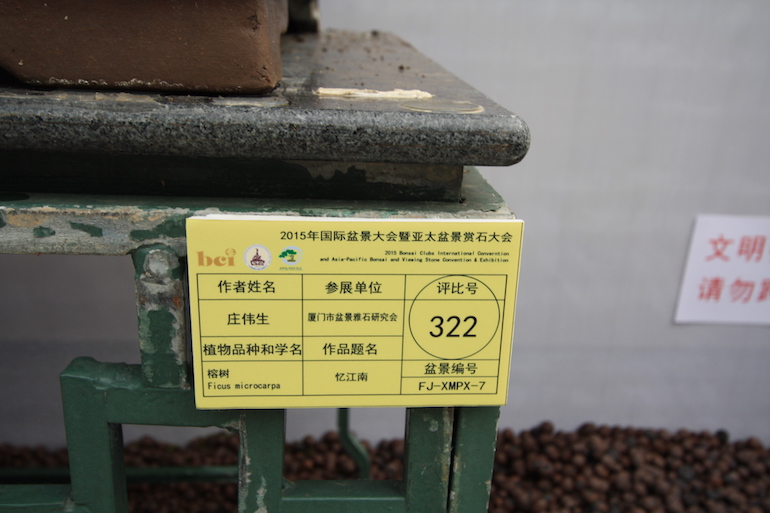 2015年国际盆景大会暨亚太盆景赏石大会
bci
2015 Bonsai Clubs International Convention
and Asia-Pacific Bonsai and Viewing Stone Convention & Exhibition
作者姓名 参展单位 评比号
庄伟生 厦门市盆景雅石研究会 322
植物品种和学名 作品题名 盆景编号
榕树 忆江南 FJ-XMPX-7
Ficus microcarpa
文明
请勿